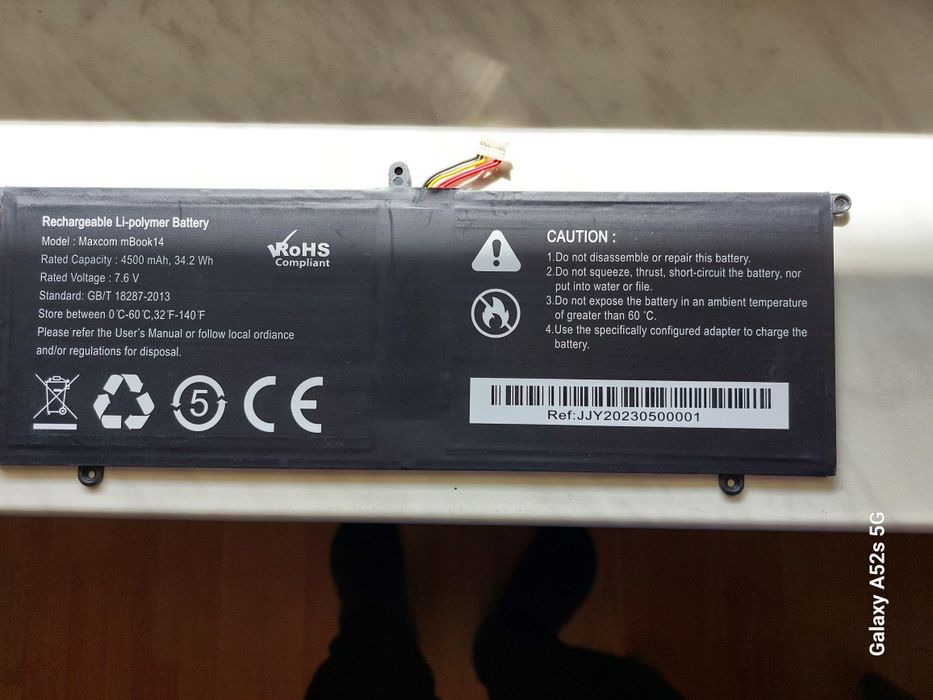 Rechargeable Li-polymer Battery
Model : Maxcom mBook14
Rated Capacity : 4500 mAh, 34.2 Wh
Rated Voltage : 7.6 V
Standard: GB/T 18287-2013
Store between 0℃-60℃,32℉-140℉
Please refer the User's Manual or follow local ordiance
and/or regulations for disposal.
RoHS
Compliant
5
CE
CAUTION :
1.Do not disassemble or repair this battery.
2.Do not squeeze, thrust, short-circuit the battery, nor
put into water or file.
3.Do not expose the battery in an ambient temperature
of greater than 60 ℃.
4.Use the specifically configured adapter to charge the
battery.
Ref:JJY20230500001
Galaxy A52s 5G